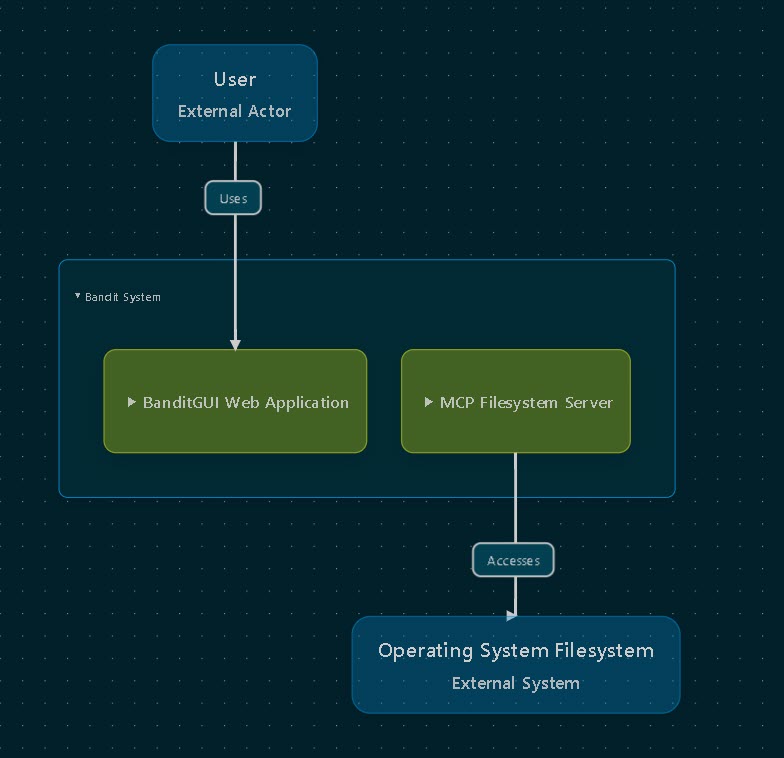 User
External Actor
Uses
Bandit System
BanditGUI Web Application
MCP Filesystem Server
Accesses
Operating System Filesystem
External System